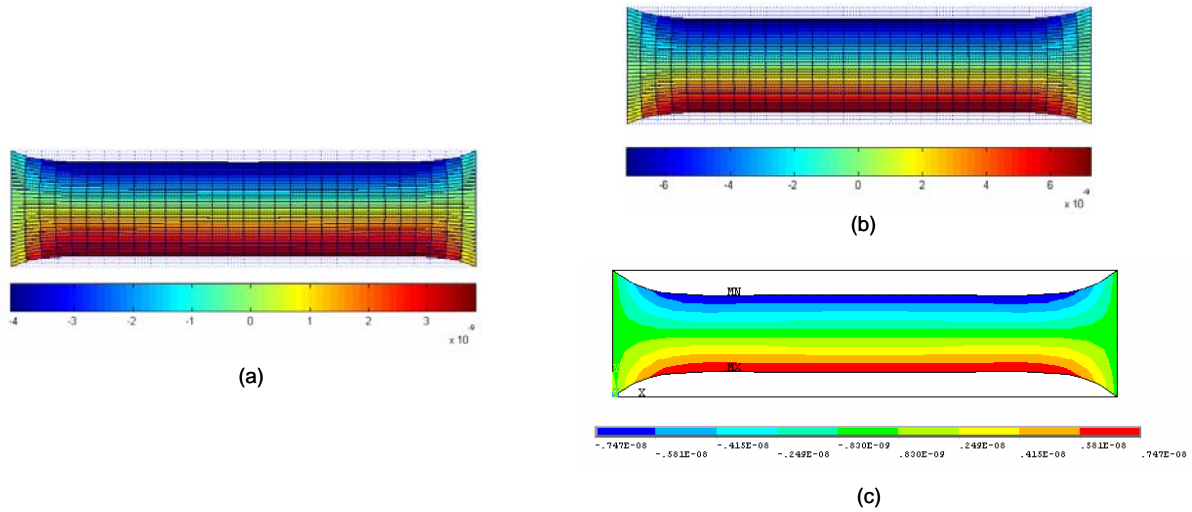 -4 -3 -2 -1 0 1 2 3
x 10 -9
(a)
-6 -4 -2 0 2 4 6
x 10 -9
(b)
MN
MX
X
-.747E-08 -.415E-08 -.830E-09 .249E-08 .581E-08
-.581E-08 -.249E-08 .830E-09 .415E-08 .747E-08
(c)